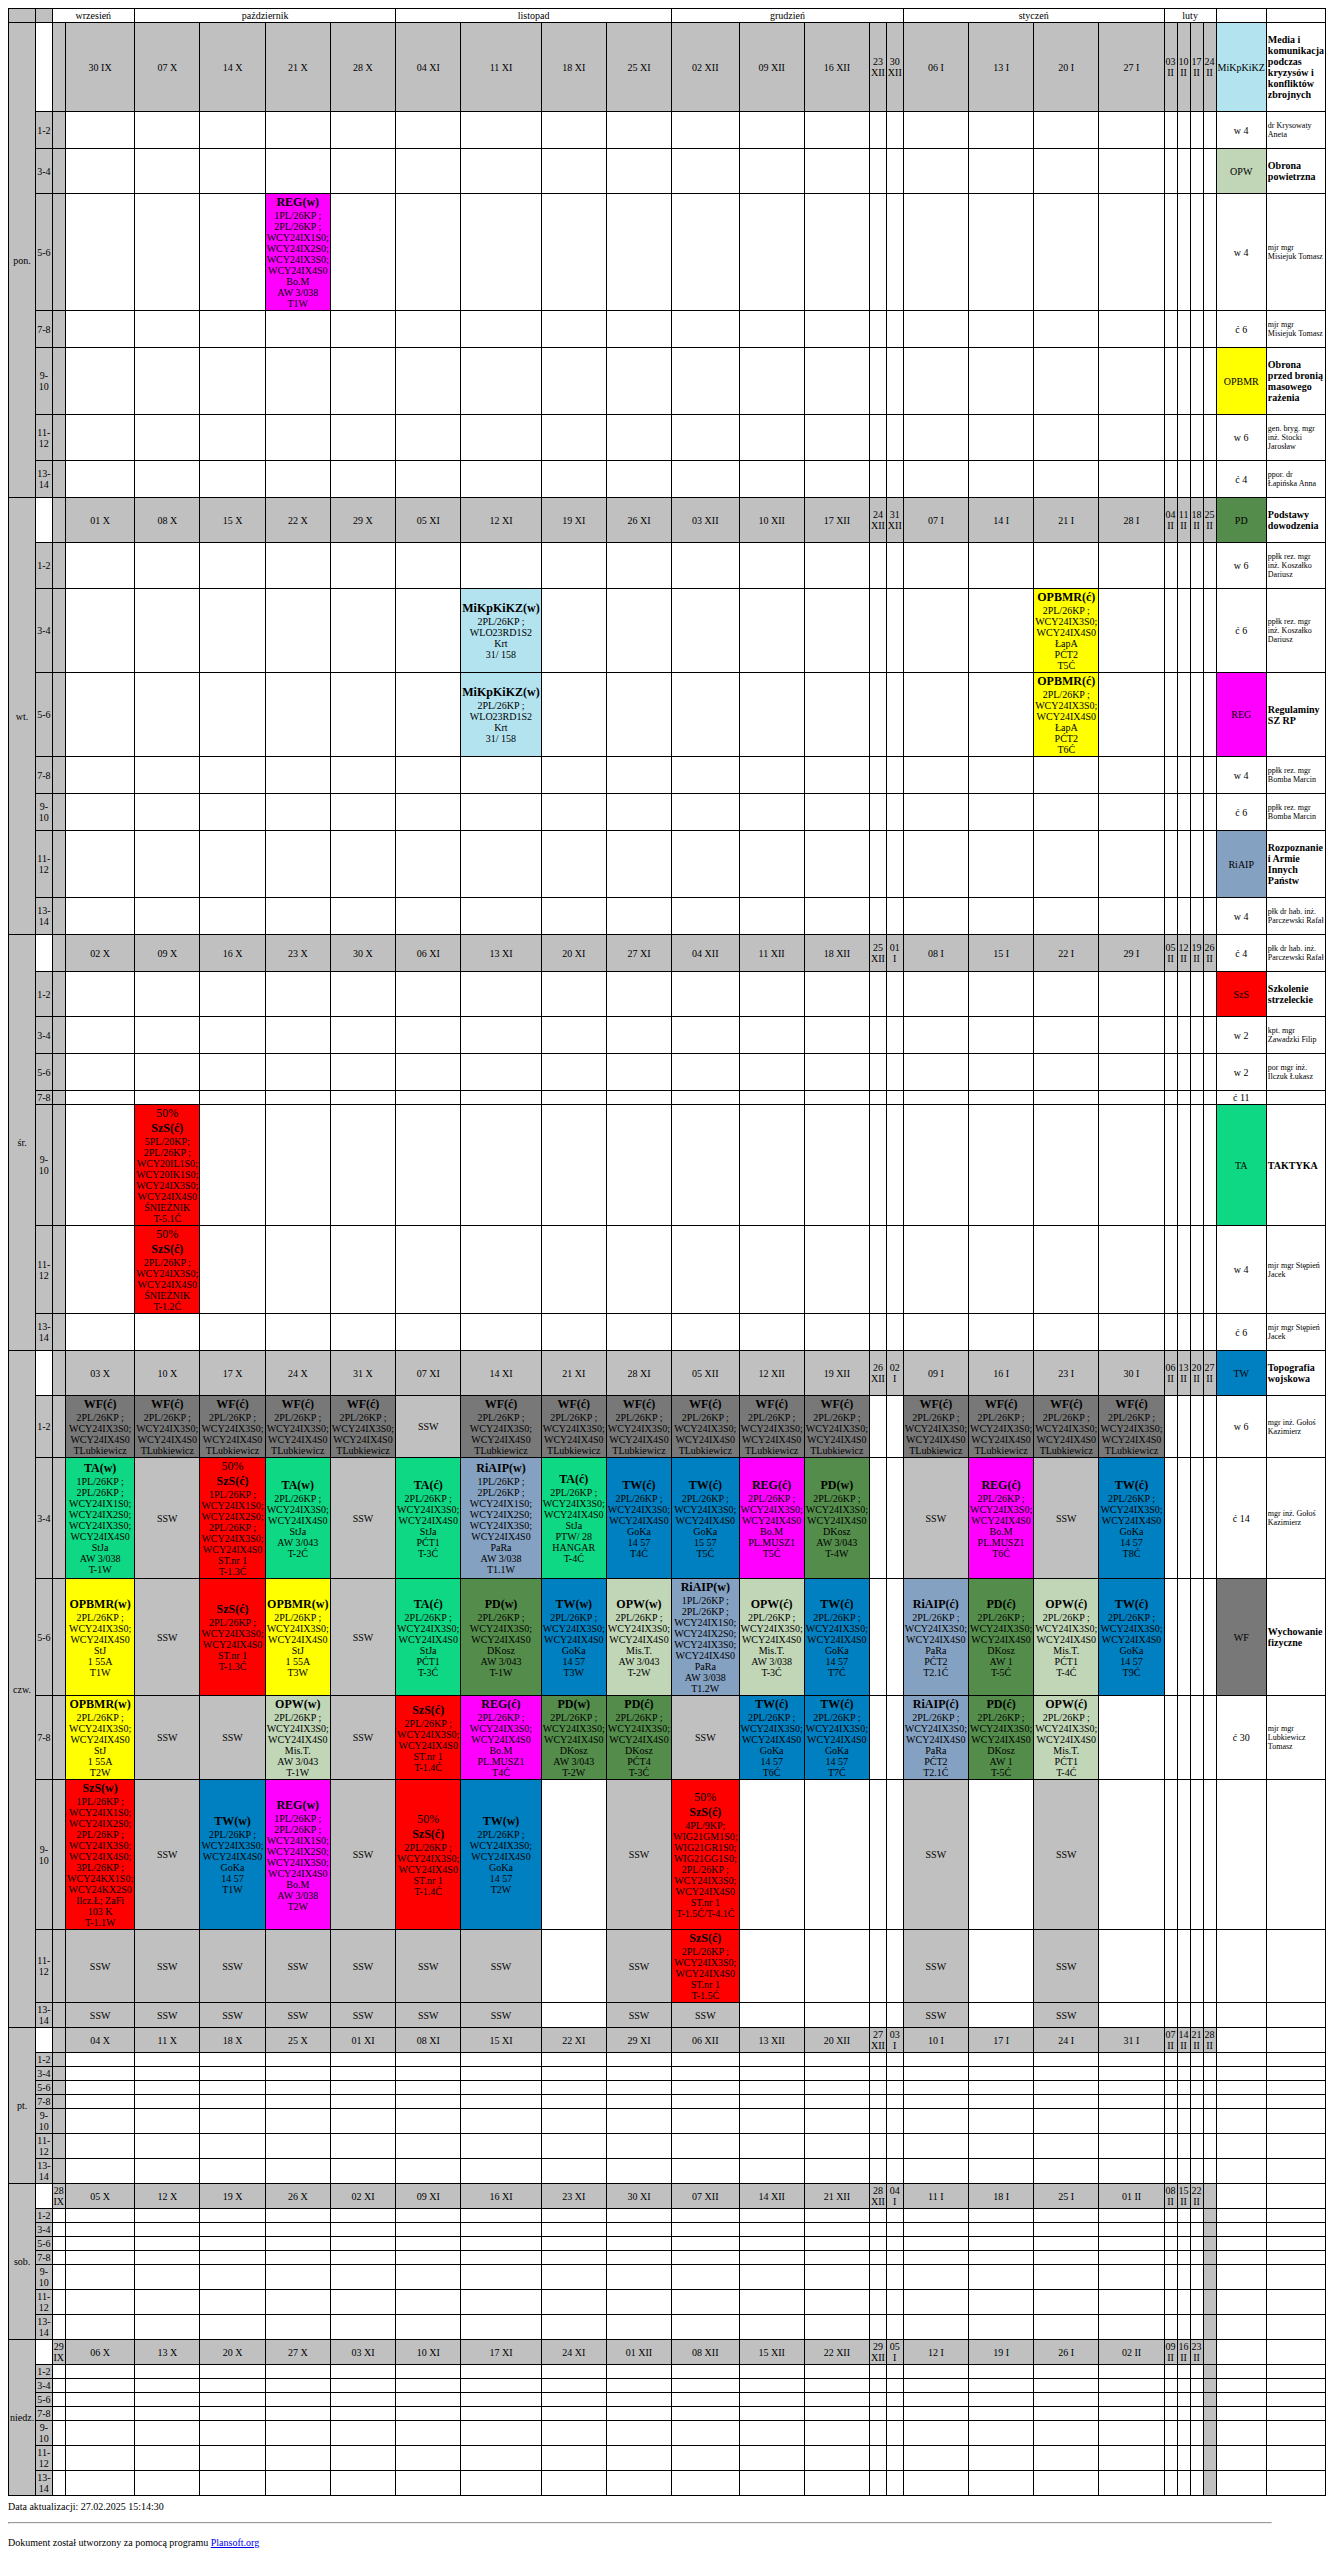 wrzesień październik listopad grudzień styczeń luty
pon. 30 IX 07 X 14 X 21 X 28 X 04 XI 11 XI 18 XI 25 XI 02 XII 09 XII 16 XII 23 XII 30 XII 06 I 13 I 20 I 27 I 03 II 10 II 17 II 24 II MiKpKiKZ Media i komunikacja podczas kryzysów i konfliktów zbrojnych
1-2 w 4 dr Krysowaty Aneta
3-4 OPW Obrona powietrzna
5-6 REG(w) 1PL/26KP ; 2PL/26KP ; WCY24IX1S0; WCY24IX2S0; WCY24IX3S0; WCY24IX4S0 Bo.M AW 3/038 T1W w 4 mjr mgr Misiejuk Tomasz
7-8 ć 6 mjr mgr Misiejuk Tomasz
9-10 OPBMR Obrona przed bronią masowego rażenia
11-12 w 6 gen. bryg. mgr inż. Stocki Jarosław
13-14 ć 4 ppor. dr Łapińska Anna
wt. 01 X 08 X 15 X 22 X 29 X 05 XI 12 XI 19 XI 26 XI 03 XII 10 XII 17 XII 24 XII 31 XII 07 I 14 I 21 I 28 I 04 II 11 II 18 II 25 II PD Podstawy dowodzenia
1-2 w 6 ppłk rez. mgr inż. Koszałko Dariusz
3-4 MiKpKiKZ(w) 2PL/26KP ; WLO23RD1S2 Krt 31/ 158 OPBMR(ć) 2PL/26KP ; WCY24IX3S0; WCY24IX4S0 ŁapA PĆT2 T5Ć ć 6 ppłk rez. mgr inż. Koszałko Dariusz
5-6 MiKpKiKZ(w) 2PL/26KP ; WLO23RD1S2 Krt 31/ 158 OPBMR(ć) 2PL/26KP ; WCY24IX3S0; WCY24IX4S0 ŁapA PĆT2 T6Ć REG Regulaminy SZ RP
7-8 w 4 ppłk rez. mgr Bomba Marcin
9-10 ć 6 ppłk rez. mgr Bomba Marcin
11-12 RiAIP Rozpoznanie i Armie Innych Państw
13-14 w 4 płk dr hab. inż. Parczewski Rafał
śr. 02 X 09 X 16 X 23 X 30 X 06 XI 13 XI 20 XI 27 XI 04 XII 11 XII 18 XII 25 XII 01 I 08 I 15 I 22 I 29 I 05 II 12 II 19 II 26 II ć 4 płk dr hab. inż. Parczewski Rafał
1-2 SzS Szkolenie strzeleckie
3-4 w 2 kpt. mgr Zawadzki Filip
5-6 w 2 por mgr inż. Ilczuk Łukasz
7-8 ć 11
9-10 50% SzS(ć) 5PL/20KP; 2PL/26KP ; WCY20IL1S0; WCY20IK1S0; WCY24IX3S0; WCY24IX4S0 ŚNIEŻNIK T-5.1Ć TA TAKTYKA
11-12 50% SzS(ć) 2PL/26KP ; WCY24IX3S0; WCY24IX4S0 ŚNIEŻNIK T-1.2Ć w 4 mjr mgr Stępień Jacek
13-14 ć 6 mjr mgr Stępień Jacek
czw. 03 X 10 X 17 X 24 X 31 X 07 XI 14 XI 21 XI 28 XI 05 XII 12 XII 19 XII 26 XII 02 I 09 I 16 I 23 I 30 I 06 II 13 II 20 II 27 II TW Topografia wojskowa
1-2 WF(ć) 2PL/26KP ; WCY24IX3S0; WCY24IX4S0 TLubkiewicz WF(ć) 2PL/26KP ; WCY24IX3S0; WCY24IX4S0 TLubkiewicz WF(ć) 2PL/26KP ; WCY24IX3S0; WCY24IX4S0 TLubkiewicz WF(ć) 2PL/26KP ; WCY24IX3S0; WCY24IX4S0 TLubkiewicz WF(ć) 2PL/26KP ; WCY24IX3S0; WCY24IX4S0 TLubkiewicz SSW WF(ć) 2PL/26KP ; WCY24IX3S0; WCY24IX4S0 TLubkiewicz WF(ć) 2PL/26KP ; WCY24IX3S0; WCY24IX4S0 TLubkiewicz WF(ć) 2PL/26KP ; WCY24IX3S0; WCY24IX4S0 TLubkiewicz WF(ć) 2PL/26KP ; WCY24IX3S0; WCY24IX4S0 TLubkiewicz WF(ć) 2PL/26KP ; WCY24IX3S0; WCY24IX4S0 TLubkiewicz WF(ć) 2PL/26KP ; WCY24IX3S0; WCY24IX4S0 TLubkiewicz WF(ć) 2PL/26KP ; WCY24IX3S0; WCY24IX4S0 TLubkiewicz WF(ć) 2PL/26KP ; WCY24IX3S0; WCY24IX4S0 TLubkiewicz WF(ć) 2PL/26KP ; WCY24IX3S0; WCY24IX4S0 TLubkiewicz WF(ć) 2PL/26KP ; WCY24IX3S0; WCY24IX4S0 TLubkiewicz w 6 mgr inż. Gołoś Kazimierz
3-4 TA(w) 1PL/26KP ; 2PL/26KP ; WCY24IX1S0; WCY24IX2S0; WCY24IX3S0; WCY24IX4S0 StJa AW 3/038 T-1W SSW 50% SzS(ć) 1PL/26KP ; WCY24IX1S0; WCY24IX2S0; 2PL/26KP ; WCY24IX3S0; WCY24IX4S0 ST.nr 1 T-1.3Ć TA(w) 2PL/26KP ; WCY24IX3S0; WCY24IX4S0 StJa AW 3/043 T-2Ć SSW TA(ć) 2PL/26KP ; WCY24IX3S0; WCY24IX4S0 StJa PĆT1 T-3Ć RiAIP(w) 1PL/26KP ; 2PL/26KP ; WCY24IX1S0; WCY24IX2S0; WCY24IX3S0; WCY24IX4S0 PaRa AW 3/038 T1.1W TA(ć) 2PL/26KP ; WCY24IX3S0; WCY24IX4S0 StJa PTW/ 28 HANGAR T-4Ć TW(ć) 2PL/26KP ; WCY24IX3S0; WCY24IX4S0 GoKa 14 57 T4Ć TW(ć) 2PL/26KP ; WCY24IX3S0; WCY24IX4S0 GoKa 15 57 T5Ć REG(ć) 2PL/26KP ; WCY24IX3S0; WCY24IX4S0 Bo.M PL.MUSZ1 T5Ć PD(w) 2PL/26KP ; WCY24IX3S0; WCY24IX4S0 DKosz AW 3/043 T-4W SSW REG(ć) 2PL/26KP ; WCY24IX3S0; WCY24IX4S0 Bo.M PL.MUSZ1 T6Ć SSW TW(ć) 2PL/26KP ; WCY24IX3S0; WCY24IX4S0 GoKa 14 57 T8Ć ć 14 mgr inż. Gołoś Kazimierz
5-6 OPBMR(w) 2PL/26KP ; WCY24IX3S0; WCY24IX4S0 StJ 1 55A T1W SSW SzS(ć) 2PL/26KP ; WCY24IX3S0; WCY24IX4S0 ST.nr 1 T-1.3Ć OPBMR(w) 2PL/26KP ; WCY24IX3S0; WCY24IX4S0 StJ 1 55A T3W SSW TA(ć) 2PL/26KP ; WCY24IX3S0; WCY24IX4S0 StJa PĆT1 T-3Ć PD(w) 2PL/26KP ; WCY24IX3S0; WCY24IX4S0 DKosz AW 3/043 T-1W TW(w) 2PL/26KP ; WCY24IX3S0; WCY24IX4S0 GoKa 14 57 T3W OPW(w) 2PL/26KP ; WCY24IX3S0; WCY24IX4S0 Mis.T. AW 3/043 T-2W RiAIP(w) 1PL/26KP ; 2PL/26KP ; WCY24IX1S0; WCY24IX2S0; WCY24IX3S0; WCY24IX4S0 PaRa AW 3/038 T1.2W OPW(ć) 2PL/26KP ; WCY24IX3S0; WCY24IX4S0 Mis.T. AW 3/038 T-3Ć TW(ć) 2PL/26KP ; WCY24IX3S0; WCY24IX4S0 GoKa 14 57 T7Ć RiAIP(ć) 2PL/26KP ; WCY24IX3S0; WCY24IX4S0 PaRa PĆT2 T2.1Ć PD(ć) 2PL/26KP ; WCY24IX3S0; WCY24IX4S0 DKosz AW 1 T-5Ć OPW(ć) 2PL/26KP ; WCY24IX3S0; WCY24IX4S0 Mis.T. PĆT1 T-4Ć TW(ć) 2PL/26KP ; WCY24IX3S0; WCY24IX4S0 GoKa 14 57 T9Ć WF Wychowanie fizyczne
7-8 OPBMR(w) 2PL/26KP ; WCY24IX3S0; WCY24IX4S0 StJ 1 55A T2W SSW SSW OPW(w) 2PL/26KP ; WCY24IX3S0; WCY24IX4S0 Mis.T. AW 3/043 T-1W SSW SzS(ć) 2PL/26KP ; WCY24IX3S0; WCY24IX4S0 ST.nr 1 T-1.4Ć REG(ć) 2PL/26KP ; WCY24IX3S0; WCY24IX4S0 Bo.M PL.MUSZ1 T4Ć PD(w) 2PL/26KP ; WCY24IX3S0; WCY24IX4S0 DKosz AW 3/043 T-2W PD(ć) 2PL/26KP ; WCY24IX3S0; WCY24IX4S0 DKosz PĆT4 T-3Ć SSW TW(ć) 2PL/26KP ; WCY24IX3S0; WCY24IX4S0 GoKa 14 57 T6Ć TW(ć) 2PL/26KP ; WCY24IX3S0; WCY24IX4S0 GoKa 14 57 T7Ć RiAIP(ć) 2PL/26KP ; WCY24IX3S0; WCY24IX4S0 PaRa PĆT2 T2.1Ć PD(ć) 2PL/26KP ; WCY24IX3S0; WCY24IX4S0 DKosz AW 1 T-5Ć OPW(ć) 2PL/26KP ; WCY24IX3S0; WCY24IX4S0 Mis.T. PĆT1 T-4Ć ć 30 mjr mgr Lubkiewicz Tomasz
9-10 SzS(w) 1PL/26KP ; WCY24IX1S0; WCY24IX2S0; 2PL/26KP ; WCY24IX3S0; WCY24IX4S0; 3PL/26KP ; WCY24KX1S0; WCY24KX2S0 Ilcz.Ł; ZaFi 103 K T-1.1W SSW TW(w) 2PL/26KP ; WCY24IX3S0; WCY24IX4S0 GoKa 14 57 T1W REG(w) 1PL/26KP ; 2PL/26KP ; WCY24IX1S0; WCY24IX2S0; WCY24IX3S0; WCY24IX4S0 Bo.M AW 3/038 T2W SSW 50% SzS(ć) 2PL/26KP ; WCY24IX3S0; WCY24IX4S0 ST.nr 1 T-1.4Ć TW(w) 2PL/26KP ; WCY24IX3S0; WCY24IX4S0 GoKa 14 57 T2W SSW 50% SzS(ć) 4PL/9KP; WIG21GM1S0; WIG21GR1S0; WIG21GG1S0; 2PL/26KP ; WCY24IX3S0; WCY24IX4S0 ST.nr 1 T-1.5Ć/T-4.1Ć SSW SSW
11-12 SSW SSW SSW SSW SSW SSW SSW SSW SzS(ć) 2PL/26KP ; WCY24IX3S0; WCY24IX4S0 ST.nr 1 T-1.5Ć SSW SSW
13-14 SSW SSW SSW SSW SSW SSW SSW SSW SSW SSW SSW
pt. 04 X 11 X 18 X 25 X 01 XI 08 XI 15 XI 22 XI 29 XI 06 XII 13 XII 20 XII 27 XII 03 I 10 I 17 I 24 I 31 I 07 II 14 II 21 II 28 II
1-2
3-4
5-6
7-8
9-10
11-12
13-14
sob. 28 IX 05 X 12 X 19 X 26 X 02 XI 09 XI 16 XI 23 XI 30 XI 07 XII 14 XII 21 XII 28 XII 04 I 11 I 18 I 25 I 01 II 08 II 15 II 22 II
1-2
3-4
5-6
7-8
9-10
11-12
13-14
niedz. 29 IX 06 X 13 X 20 X 27 X 03 XI 10 XI 17 XI 24 XI 01 XII 08 XII 15 XII 22 XII 29 XII 05 I 12 I 19 I 26 I 02 II 09 II 16 II 23 II
1-2
3-4
5-6
7-8
9-10
11-12
13-14
Data aktualizacji: 27.02.2025 15:14:30
Dokument został utworzony za pomocą programu Plansoft.org